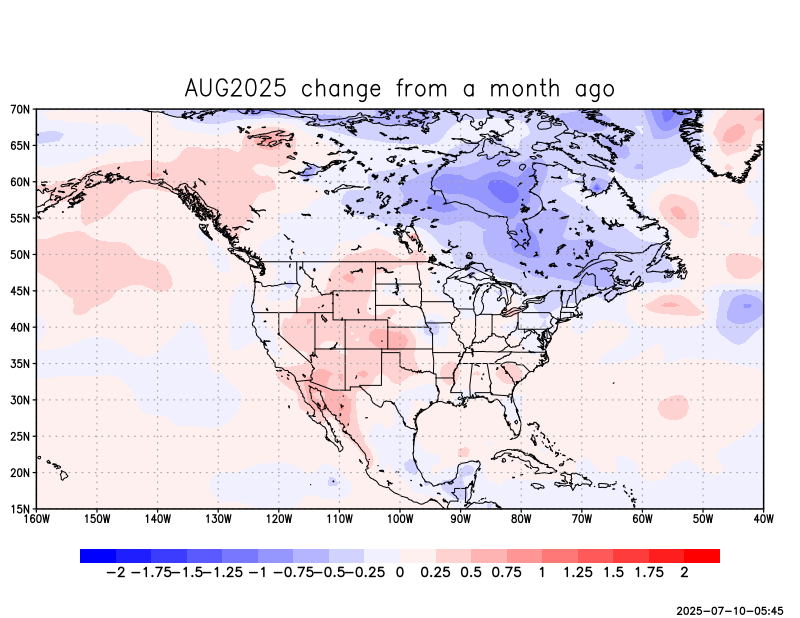 AUG2025 change from a month ago
70N
65N
60N
55N
50N
45N
40N
35N
30N
25N
20N
15N
160W 150W 140W 130W 120W 110W 100W 90W 80W 70W 60W 50W 40W
−2 −1.75 −1.5 −1.25 −1 −0.75 −0.5 −0.25 0 0.25 0.5 0.75 1 1.25 1.5 1.75 2
2025-07-10-05:45